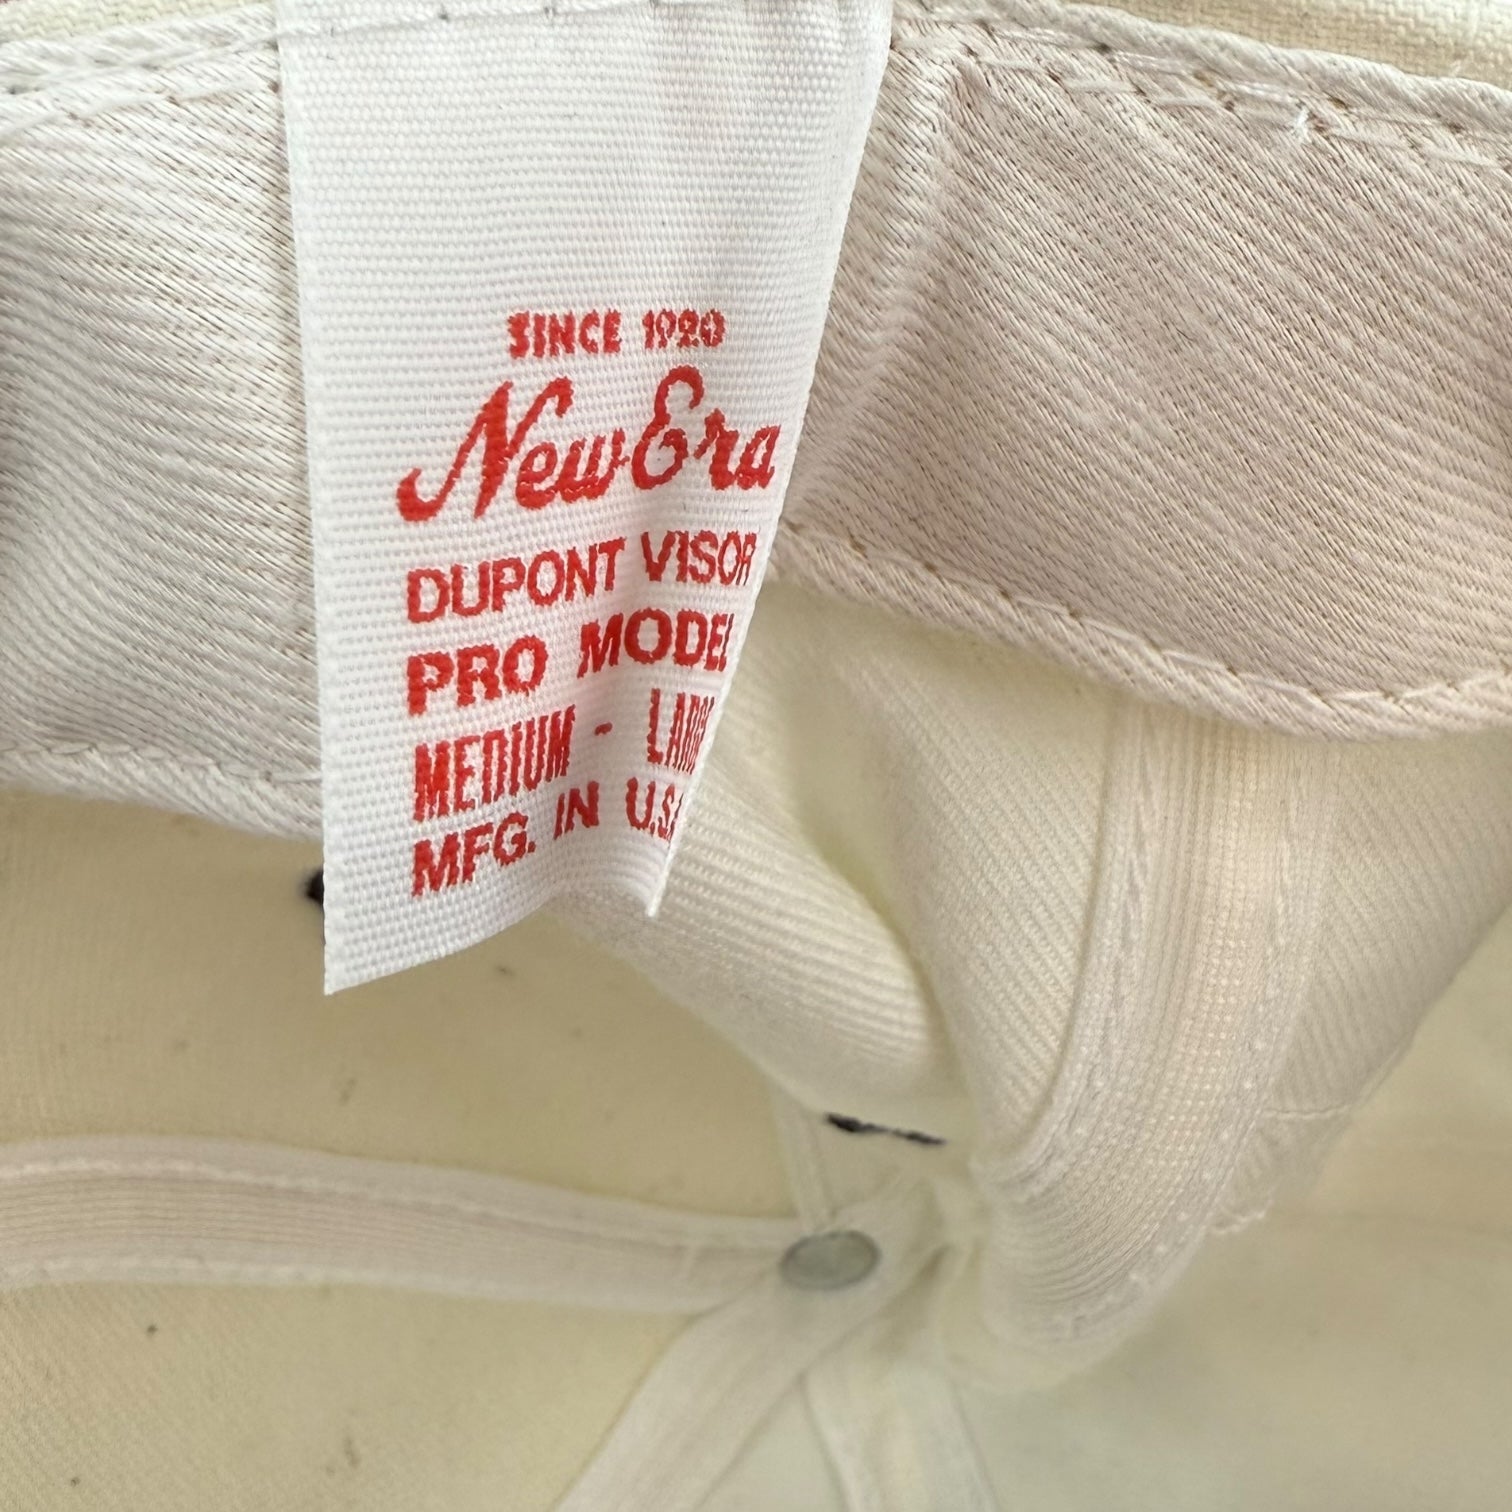 SINCE 1920
New Era
DUPONT VISOR
PRO MODEL
MEDIUM - LARGE
MFG. IN U.S.A